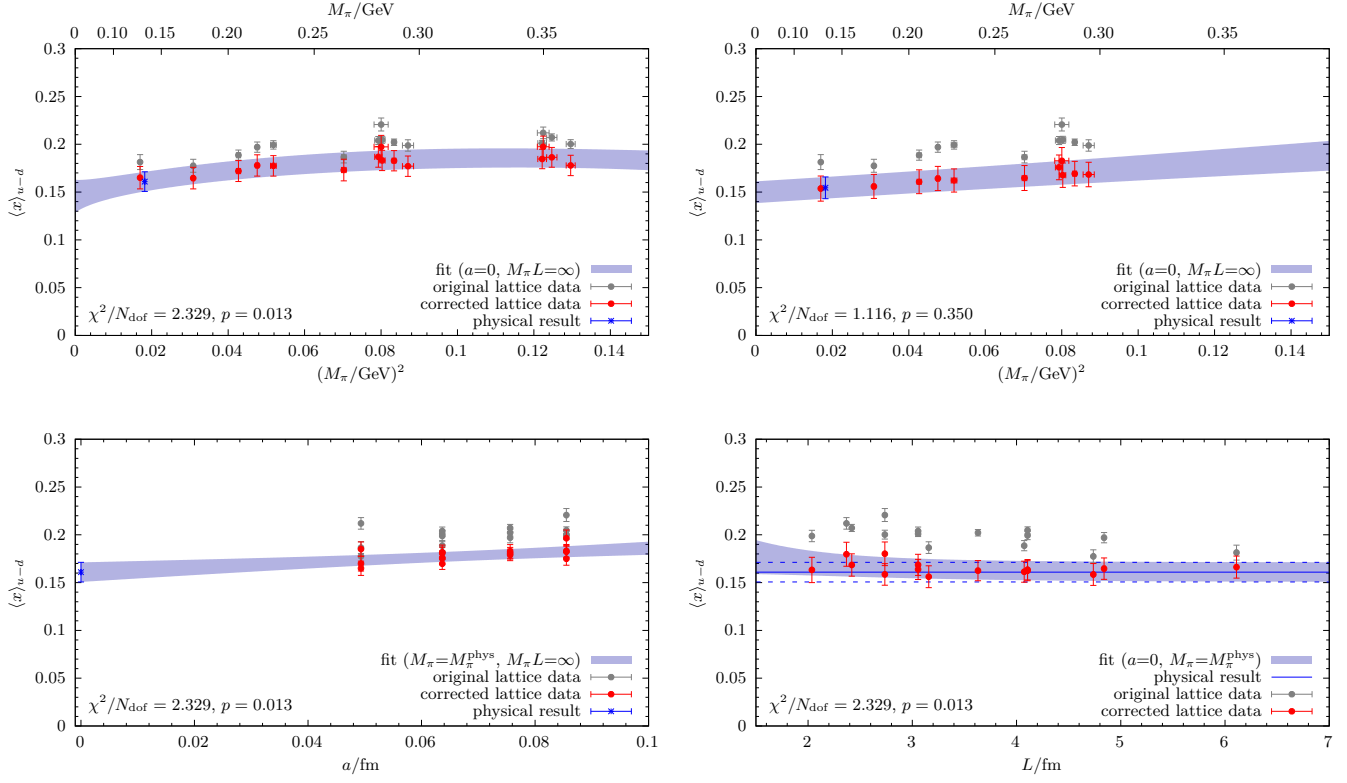 M_π/GeV
0 0.10 0.15 0.20 0.25 0.30 0.35
0.3
0.25
0.2
0.15
0.1
0.05
0
⟨x⟩_{u−d}
fit (a=0, M_πL=∞)
original lattice data
corrected lattice data
physical result
χ²/N_dof = 2.329, p = 0.013
0 0.02 0.04 0.06 0.08 0.1 0.12 0.14
(M_π/GeV)²
M_π/GeV
0 0.10 0.15 0.20 0.25 0.30 0.35
0.3
0.25
0.2
0.15
0.1
0.05
0
⟨x⟩_{u−d}
fit (a=0, M_πL=∞)
original lattice data
corrected lattice data
physical result
χ²/N_dof = 1.116, p = 0.350
0 0.02 0.04 0.06 0.08 0.1 0.12 0.14
(M_π/GeV)²
0.3
0.25
0.2
0.15
0.1
0.05
0
⟨x⟩_{u−d}
fit (M_π=M_π^phys, M_πL=∞)
original lattice data
corrected lattice data
physical result
χ²/N_dof = 2.329, p = 0.013
0 0.02 0.04 0.06 0.08 0.1
a/fm
0.3
0.25
0.2
0.15
0.1
0.05
0
⟨x⟩_{u−d}
fit (a=0, M_π=M_π^phys)
physical result
original lattice data
corrected lattice data
χ²/N_dof = 2.329, p = 0.013
2 3 4 5 6 7
L/fm